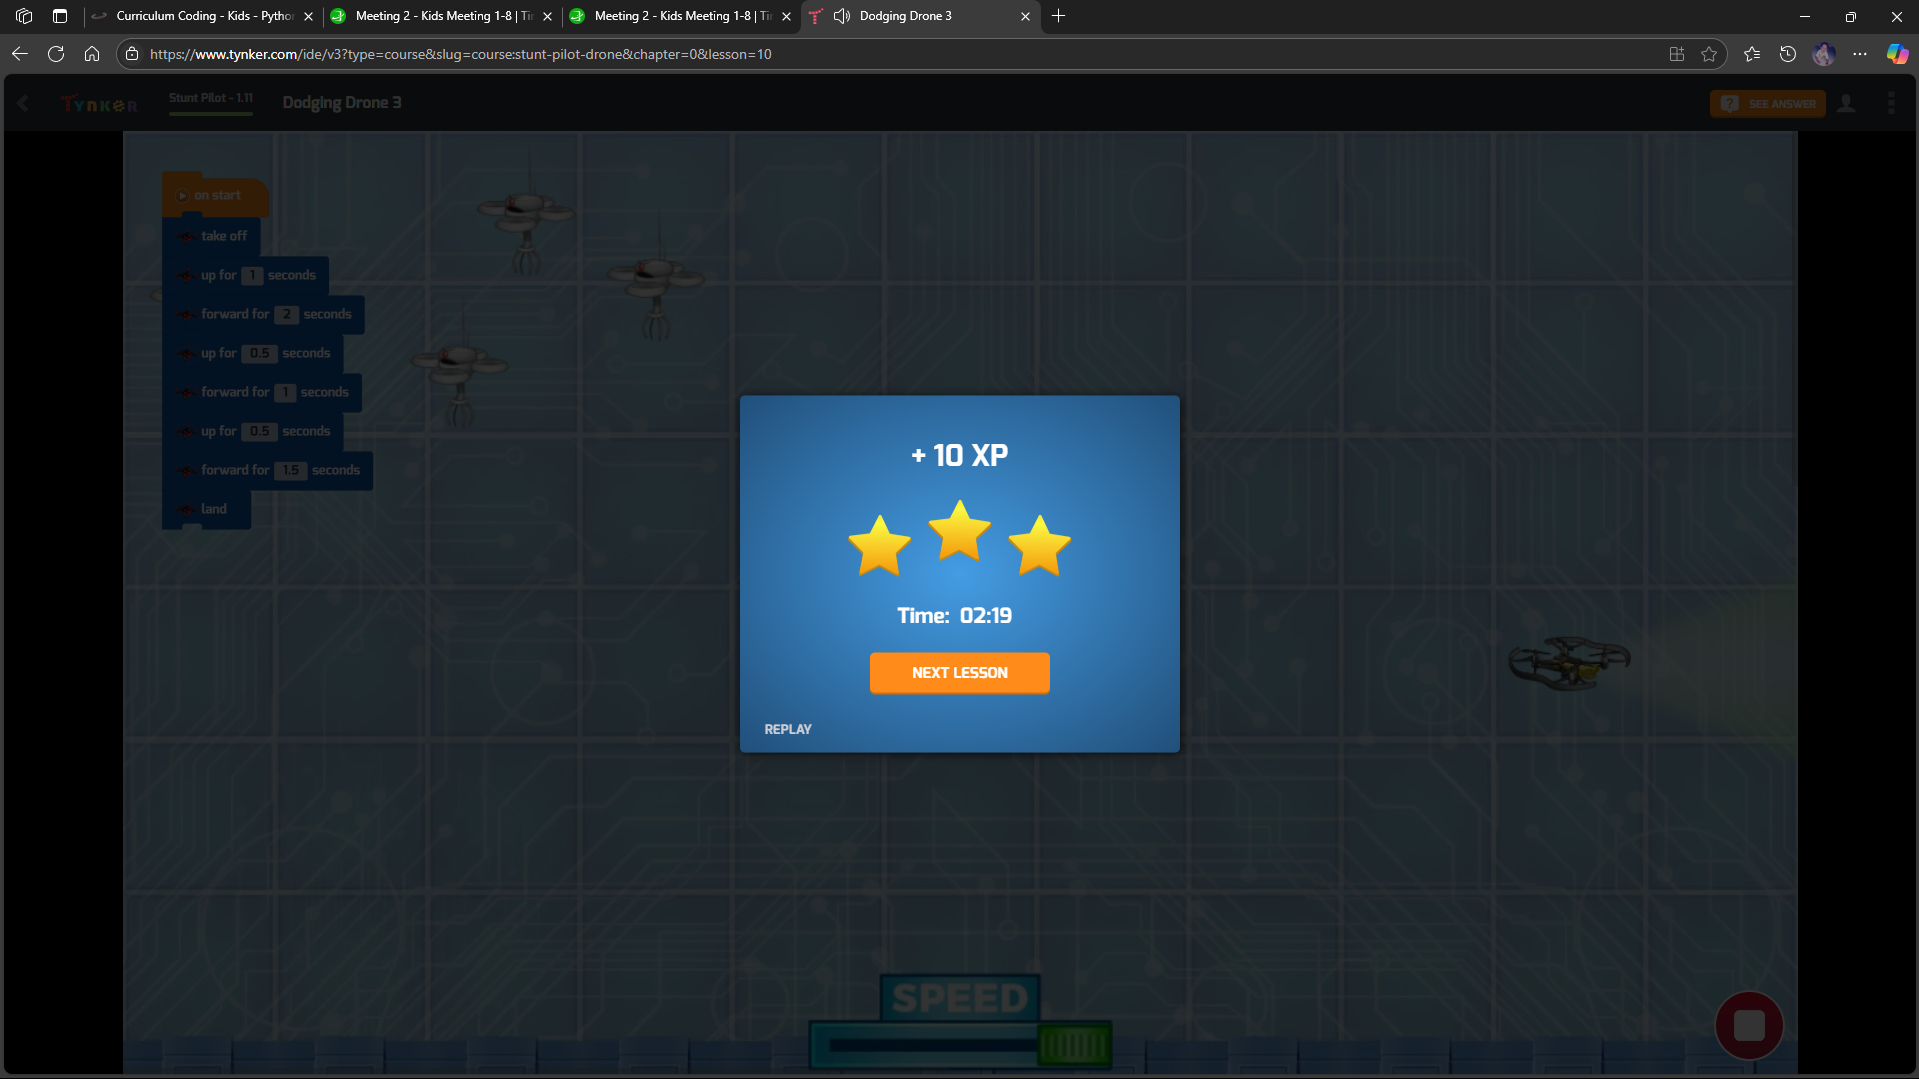 Curriculum Coding - Kids - Pytho
Meeting 2 - Kids Meeting 1-8 | Ti
Meeting 2 - Kids Meeting 1-8 | Ti
Dodging Drone 3
https://www.tynker.com/ide/v3?type=course&slug=course:stunt-pilot-drone&chapter=0&lesson=10
TYNKER
Stunt Pilot - 1.11
Dodging Drone 3
? SEE ANSWER
on start
take off
up for 1 seconds
forward for 2 seconds
up for 0.5 seconds
forward for 1 seconds
up for 0.5 seconds
forward for 1.5 seconds
land
+ 10 XP
Time: 02:19
NEXT LESSON
REPLAY
SPEED